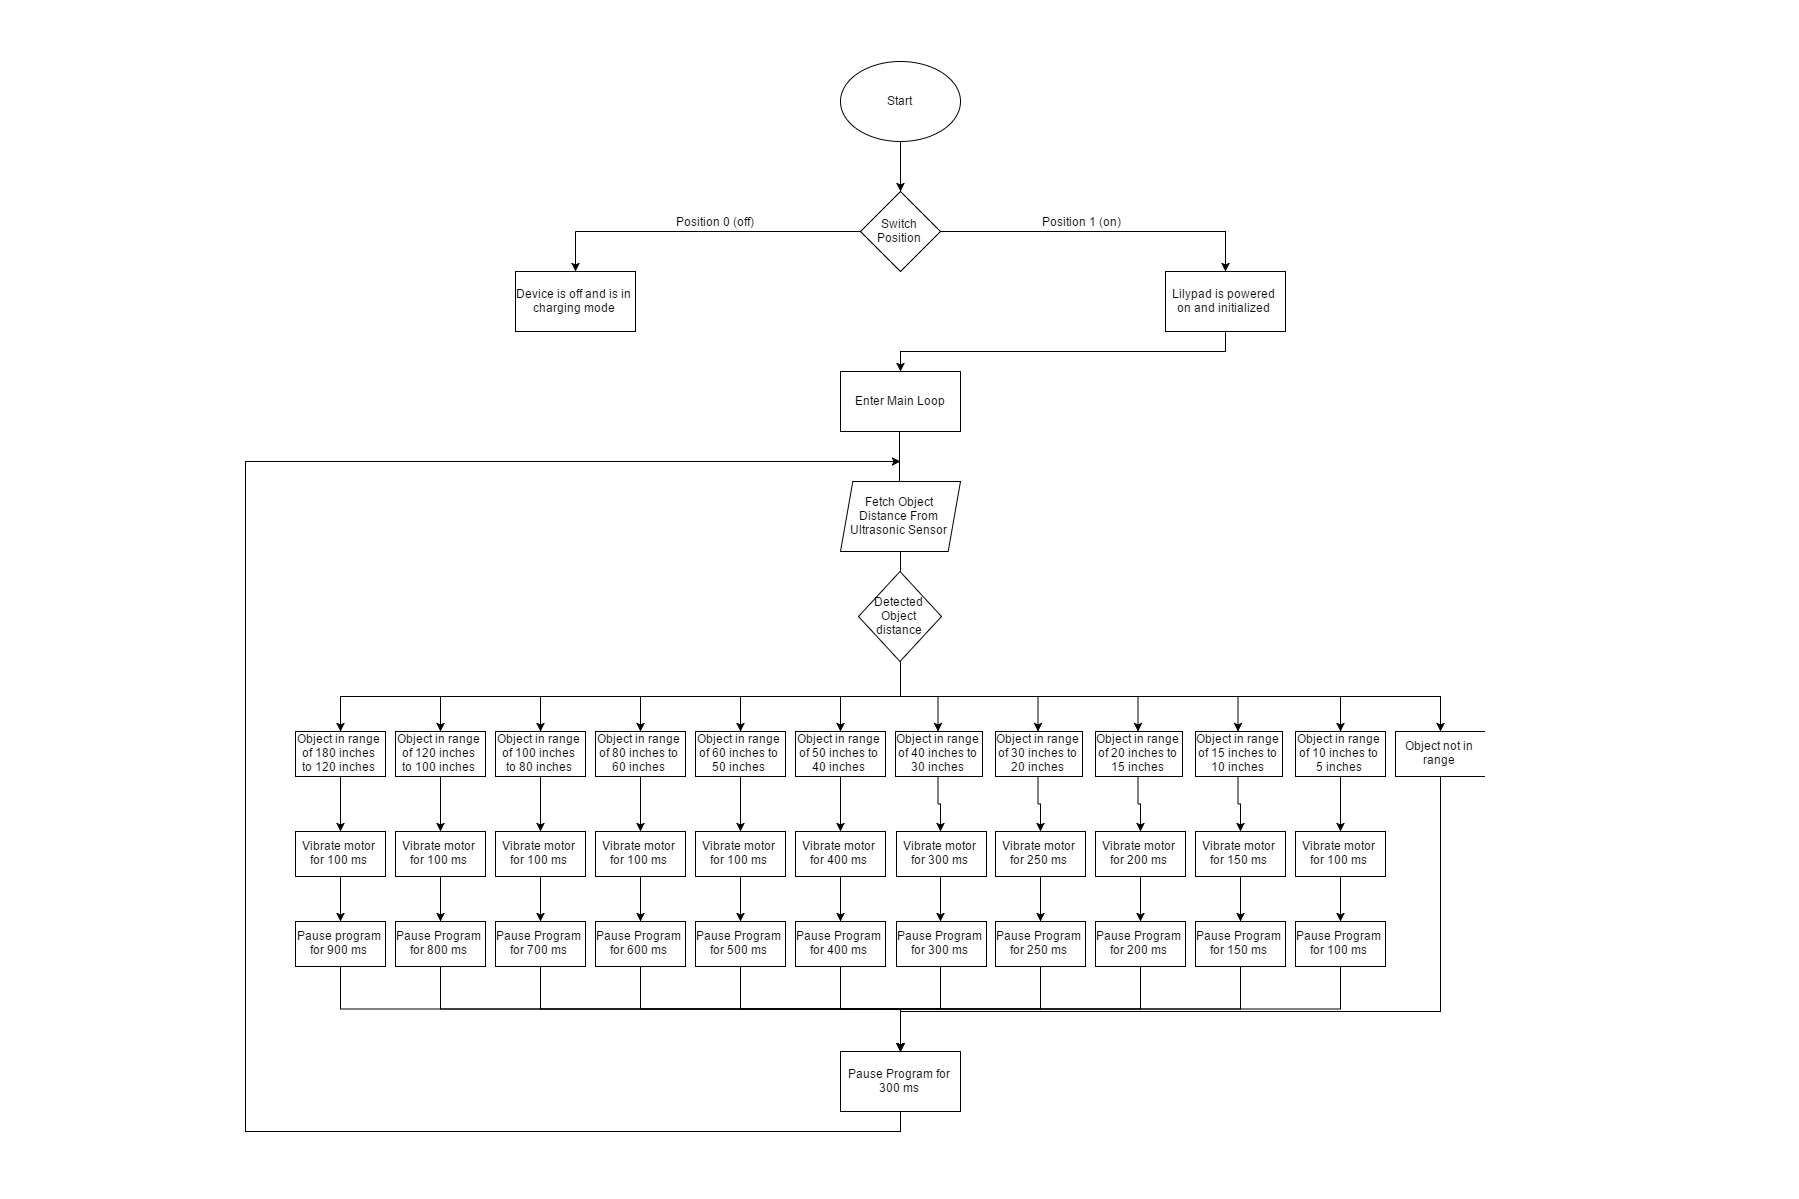 Start
Switch
Position
Position 0 (off)
Position 1 (on)
Device is off and is in
charging mode
Lilypad is powered
on and initialized
Enter Main Loop
Fetch Object
Distance From
Ultrasonic Sensor
Detected
Object
distance
Object in range
of 180 inches
to 120 inches
Object in range
of 120 inches
to 100 inches
Object in range
of 100 inches
to 80 inches
Object in range
of 80 inches to
60 inches
Object in range
of 60 inches to
50 inches
Object in range
of 50 inches to
40 inches
Object in range
of 40 inches to
30 inches
Object in range
of 30 inches to
20 inches
Object in range
of 20 inches to
15 inches
Object in range
of 15 inches to
10 inches
Object in range
of 10 inches to
5 inches
Object not in
range
Vibrate motor
for 100 ms
Vibrate motor
for 100 ms
Vibrate motor
for 100 ms
Vibrate motor
for 100 ms
Vibrate motor
for 100 ms
Vibrate motor
for 400 ms
Vibrate motor
for 300 ms
Vibrate motor
for 250 ms
Vibrate motor
for 200 ms
Vibrate motor
for 150 ms
Vibrate motor
for 100 ms
Pause program
for 900 ms
Pause Program
for 800 ms
Pause Program
for 700 ms
Pause Program
for 600 ms
Pause Program
for 500 ms
Pause Program
for 400 ms
Pause Program
for 300 ms
Pause Program
for 250 ms
Pause Program
for 200 ms
Pause Program
for 150 ms
Pause Program
for 100 ms
Pause Program for
300 ms